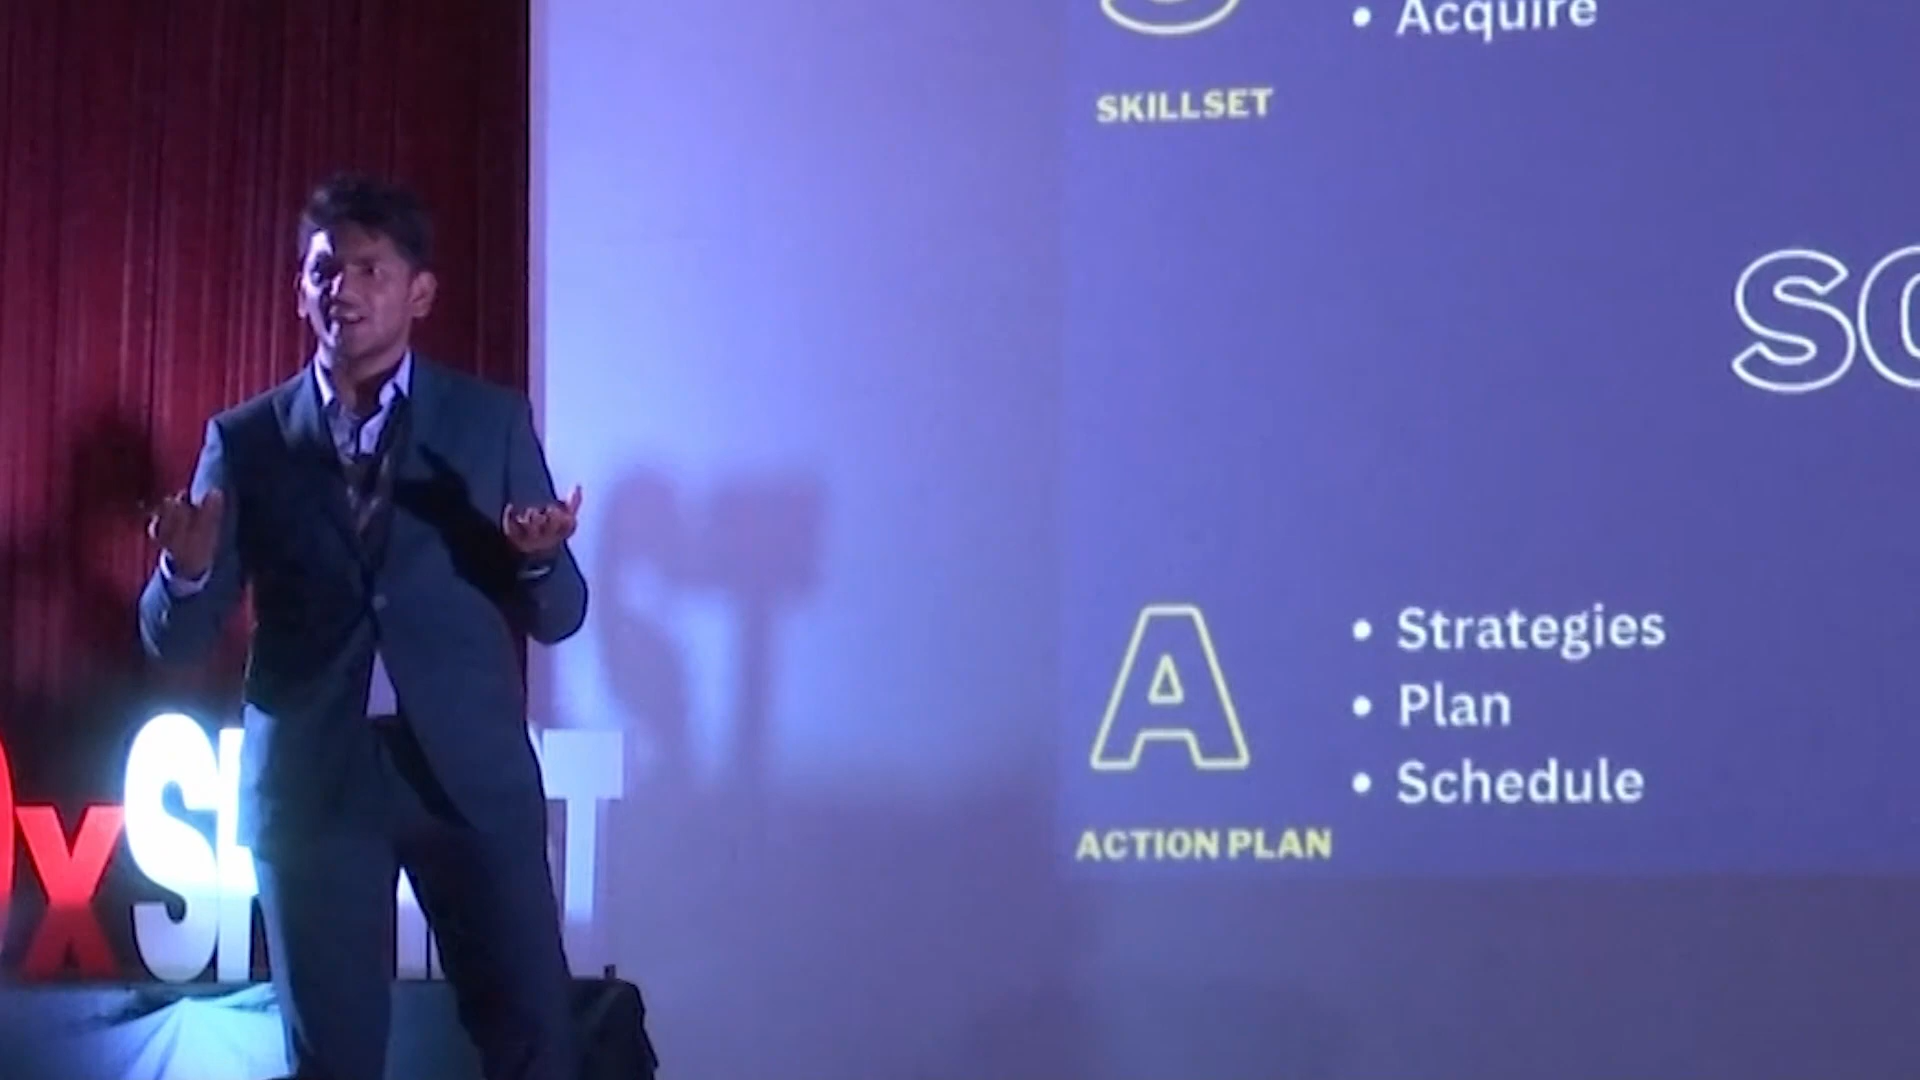 • Acquire
SKILLSET
A
• Strategies
• Plan
• Schedule
ACTION PLAN
x